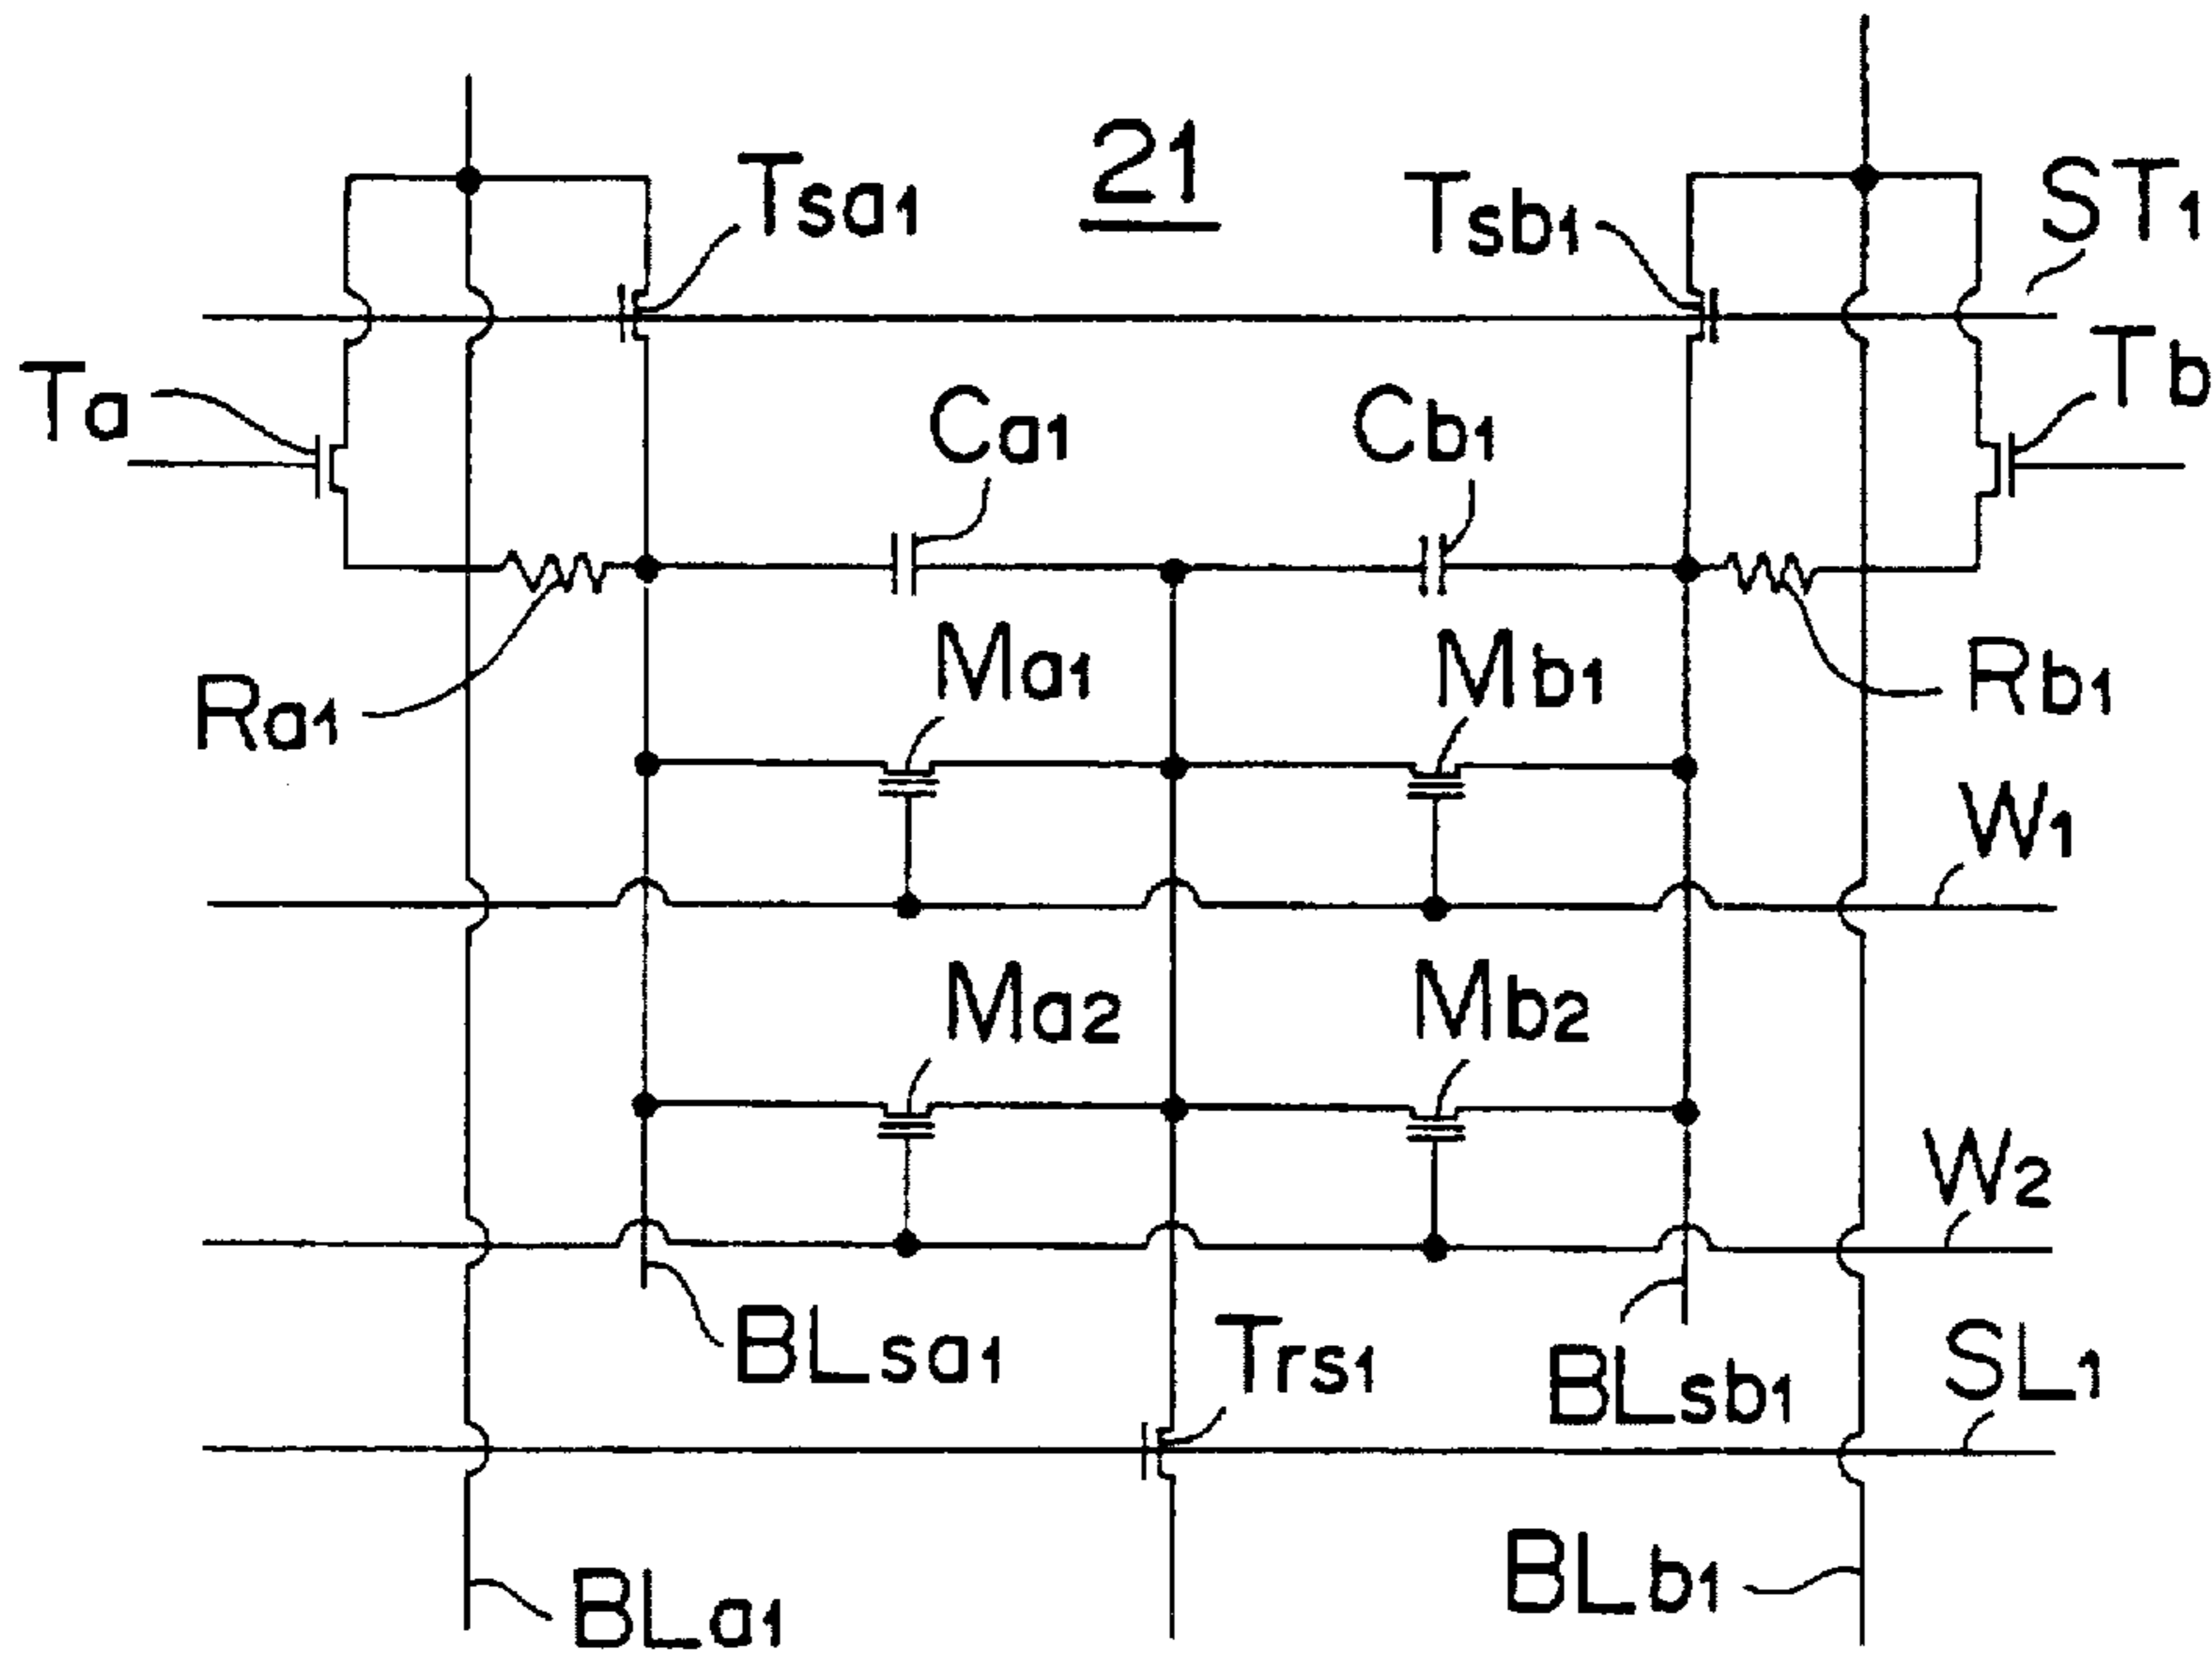 21
Tsa1
Tsb1
ST1
Ta
Tb
Ca1
Cb1
Ra1
Ma1
Mb1
Rb1
W1
Ma2
Mb2
W2
BLsa1
Trs1
BLsb1
SL1
BLa1
BLb1